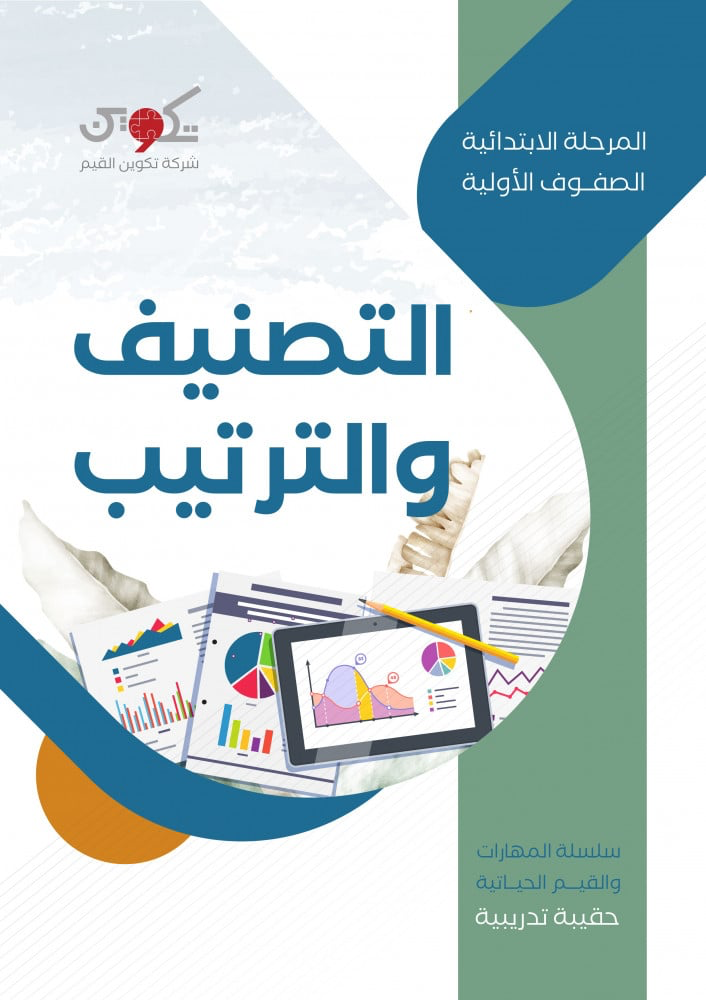 تكوين
شركة تكوين القيم
المرحلة الابتدائية
الصفوف الأولية
التصنيف
والترتيب
سلسلة المهارات
والقيم الحياتية
حقيبة تدريبية